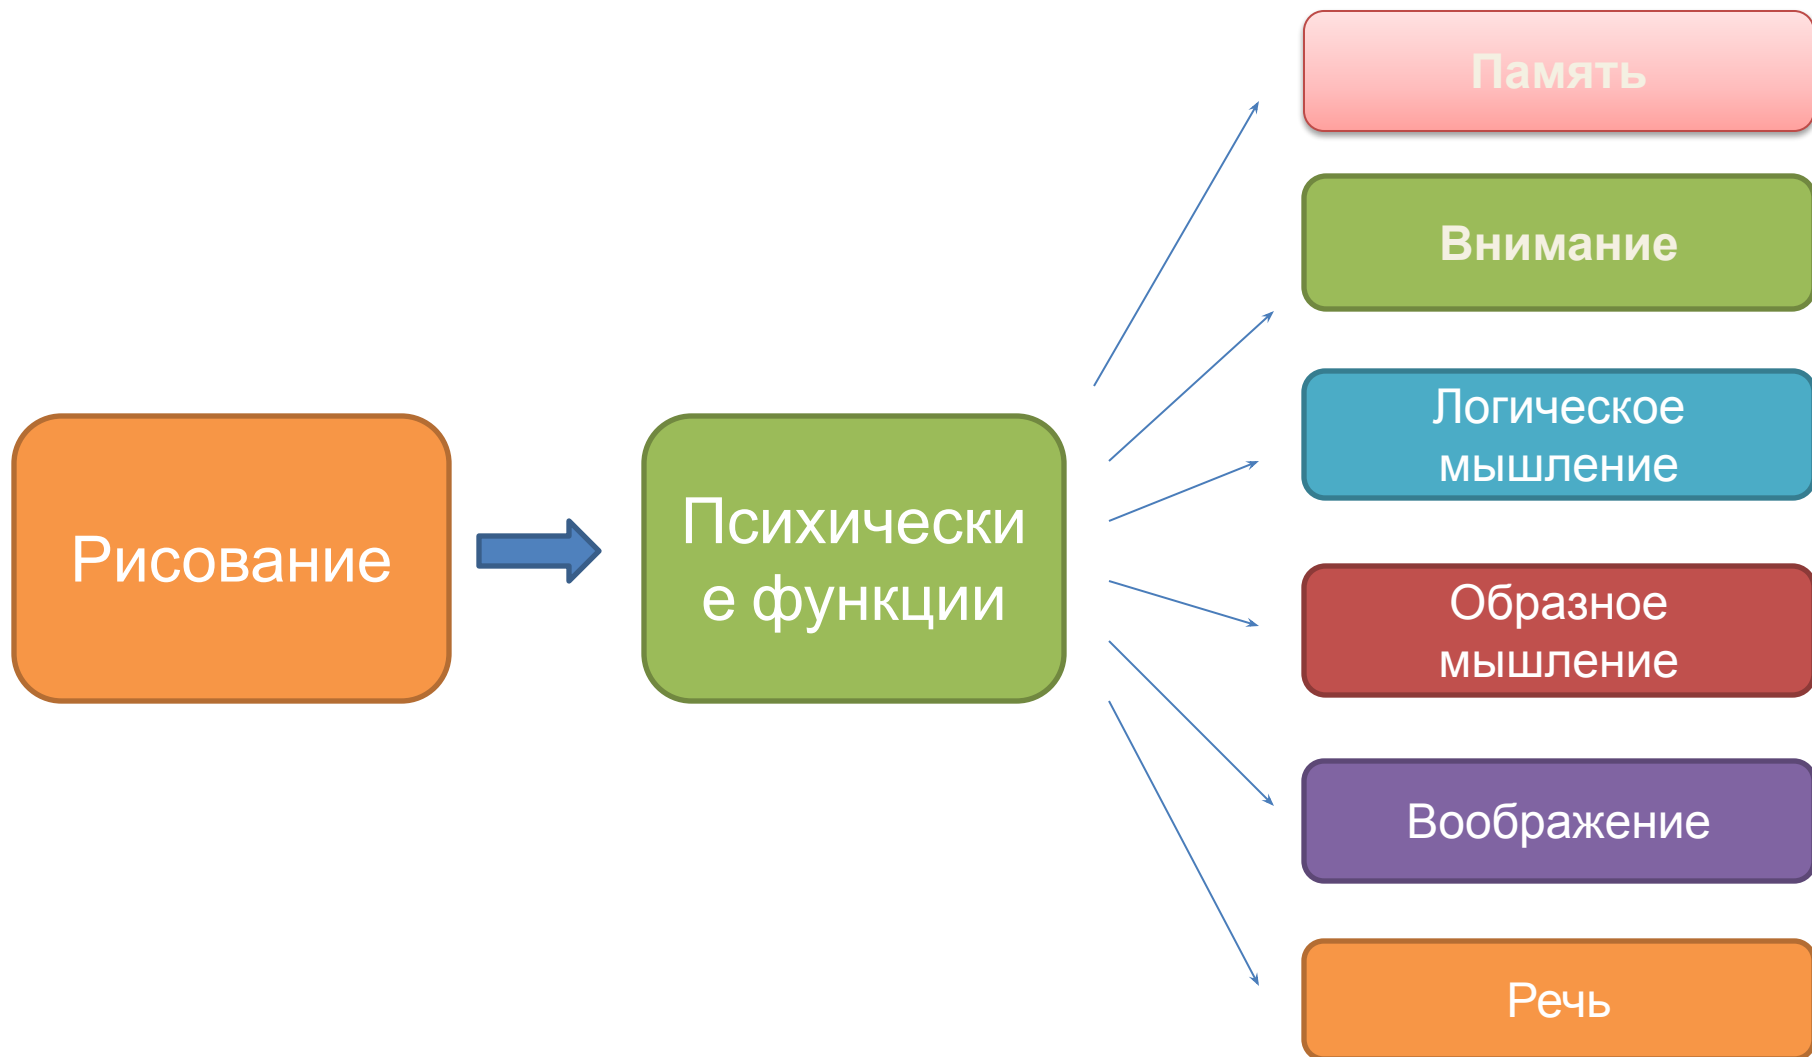 Память
Внимание
Логическое
мышление
Рисование
Психически
е функции
Образное
мышление
Воображение
Речь